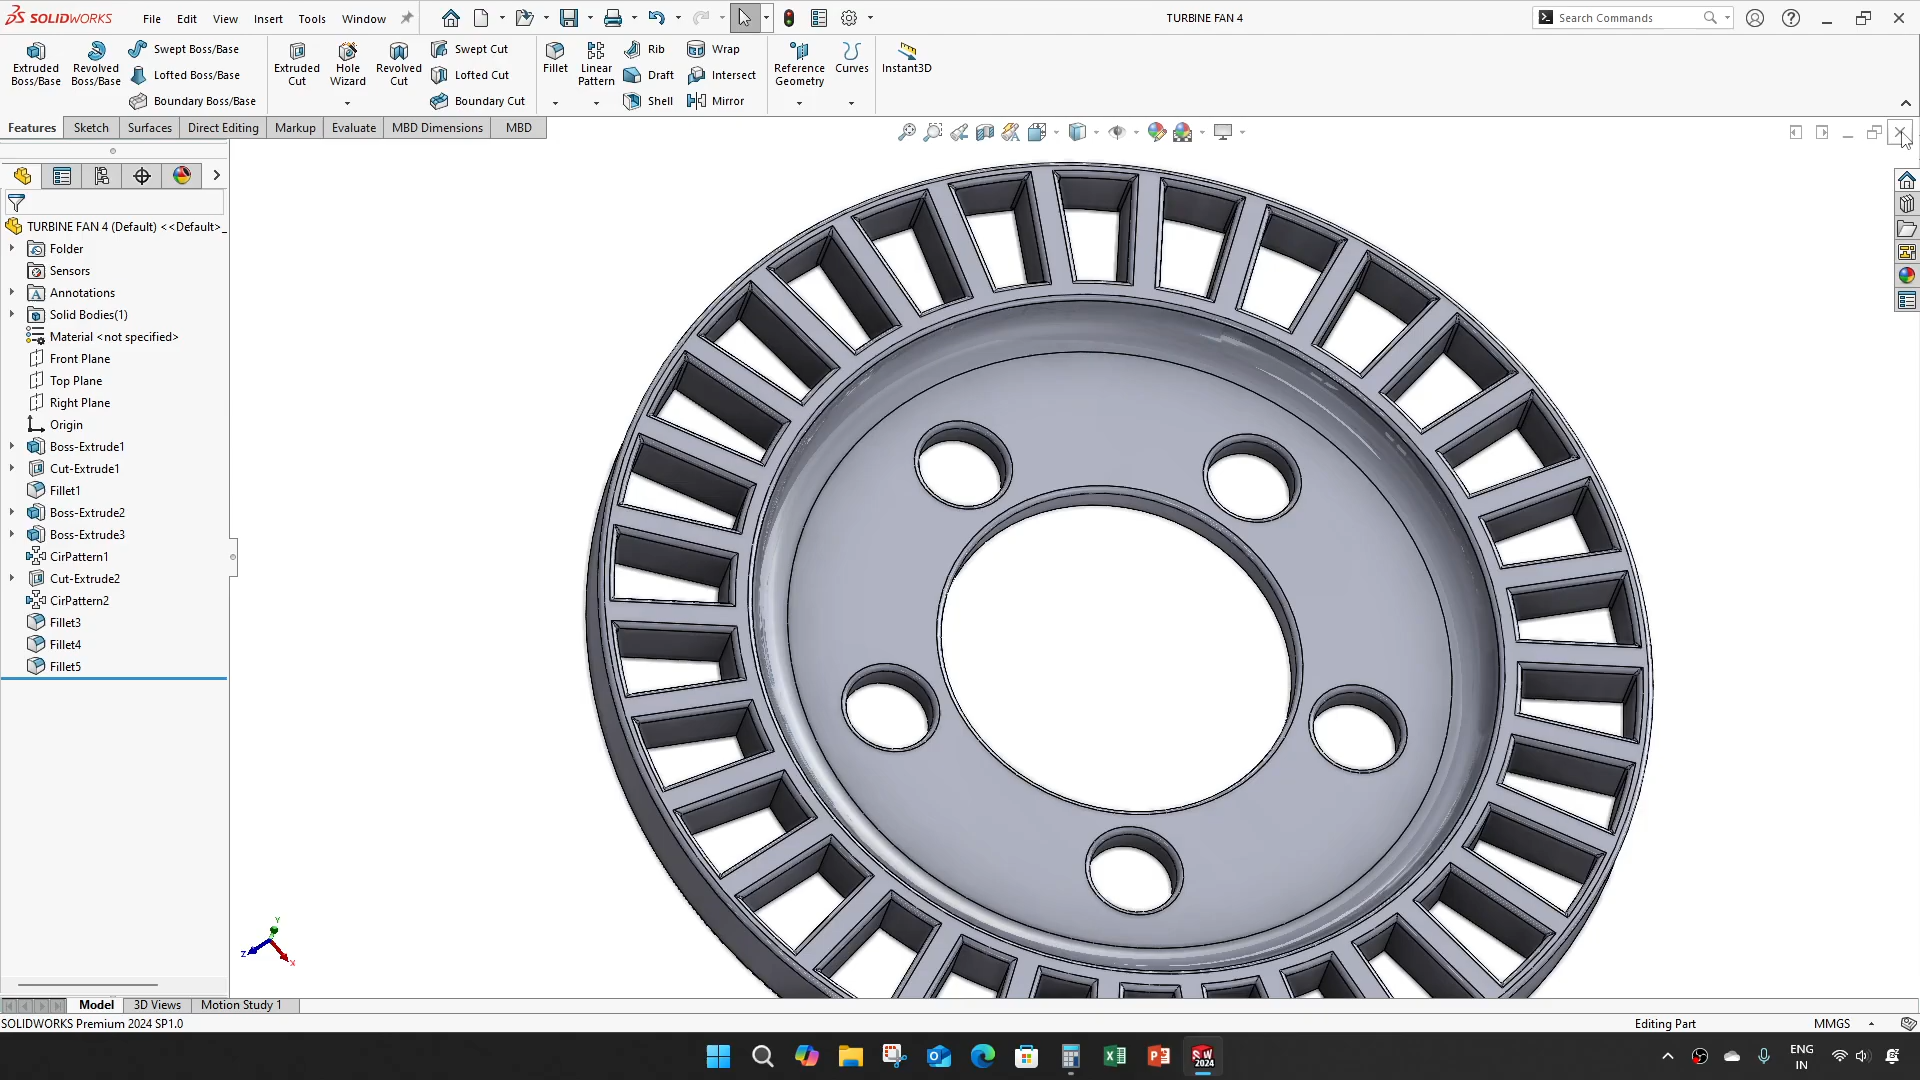 SOLIDWORKS File Edit View Insert Tools Window TURBINE FAN 4 Search Commands
Extruded Boss/Base
Revolved Boss/Base
Swept Boss/Base
Lofted Boss/Base
Boundary Boss/Base
Extruded Cut
Hole Wizard
Revolved Cut
Swept Cut
Lofted Cut
Boundary Cut
Fillet
Linear Pattern
Rib
Draft
Shell
Wrap
Intersect
Mirror
Reference Geometry
Curves
Instant3D
Features Sketch Surfaces Direct Editing Markup Evaluate MBD Dimensions MBD
TURBINE FAN 4 (Default) <<Default>_
Folder
Sensors
Annotations
Solid Bodies(1)
Material <not specified>
Front Plane
Top Plane
Right Plane
Origin
Boss-Extrude1
Cut-Extrude1
Fillet1
Boss-Extrude2
Boss-Extrude3
CirPattern1
Cut-Extrude2
CirPattern2
Fillet3
Fillet4
Fillet5
Y
Z
X
Model 3D Views Motion Study 1
SOLIDWORKS Premium 2024 SP1.0 Editing Part MMGS
SW 2024
ENG
IN